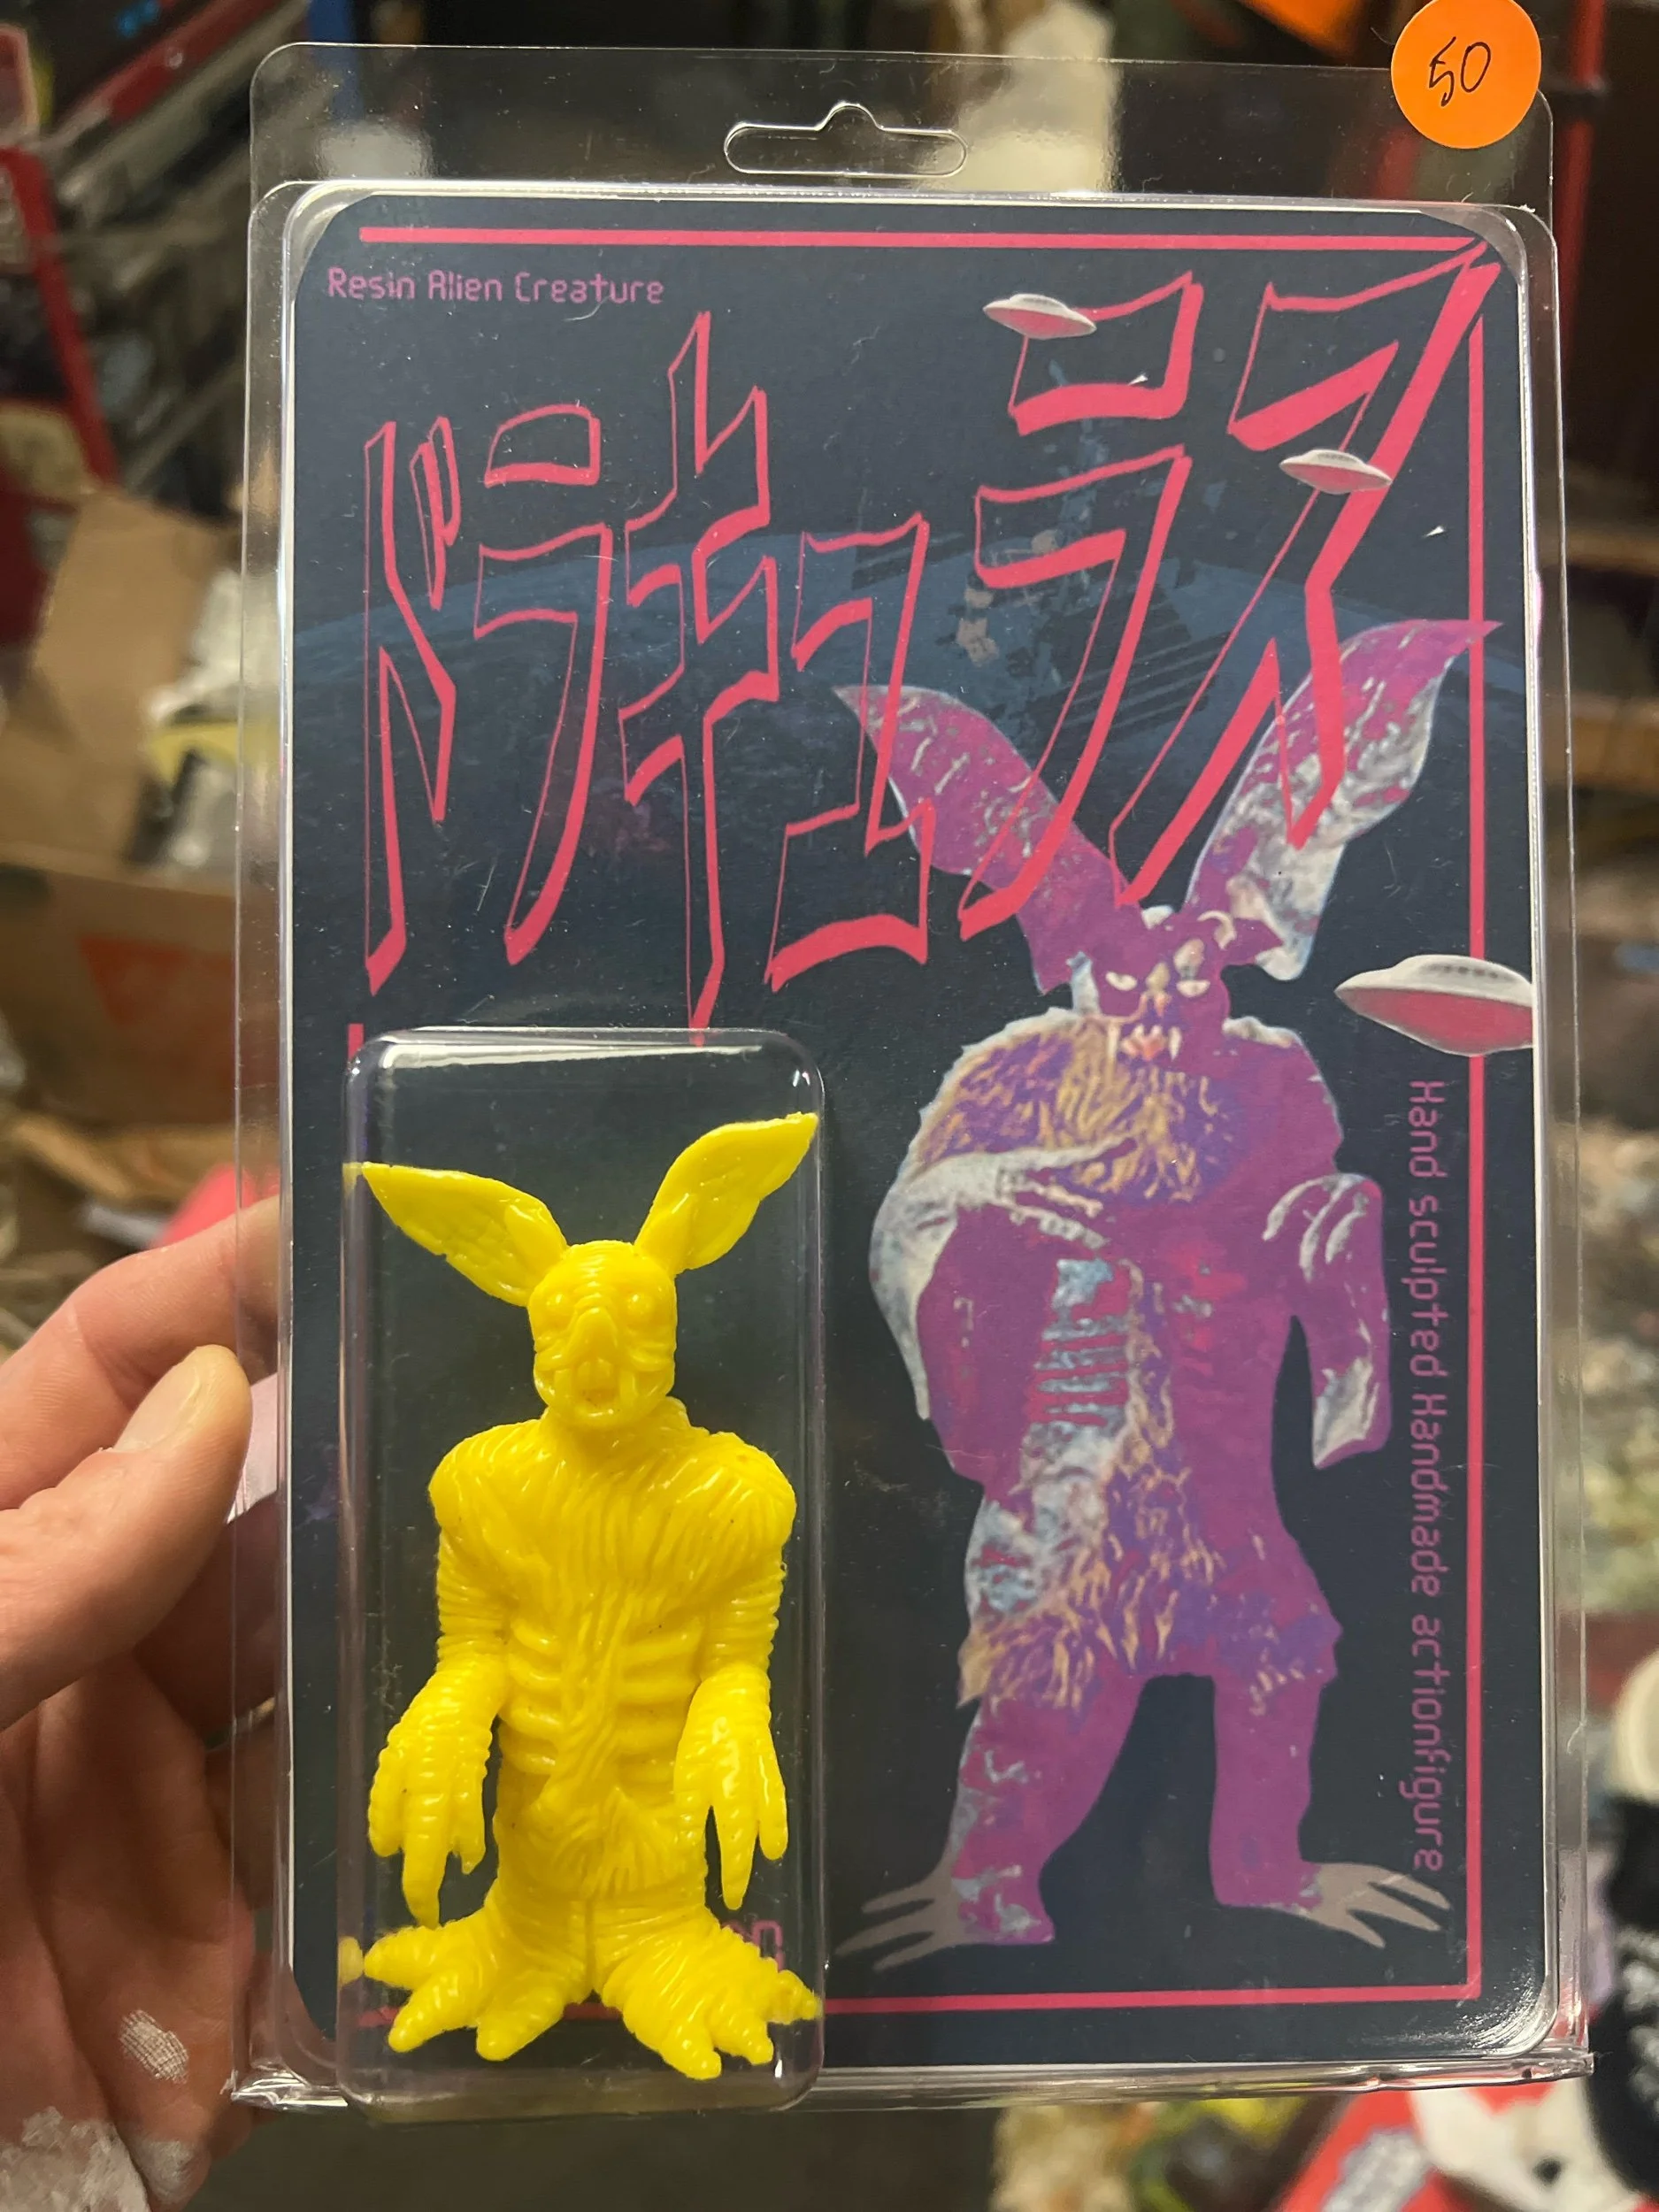 50
Resin Alien Creature
ドラキュラス
Hand sculpted Handmade actionfigure